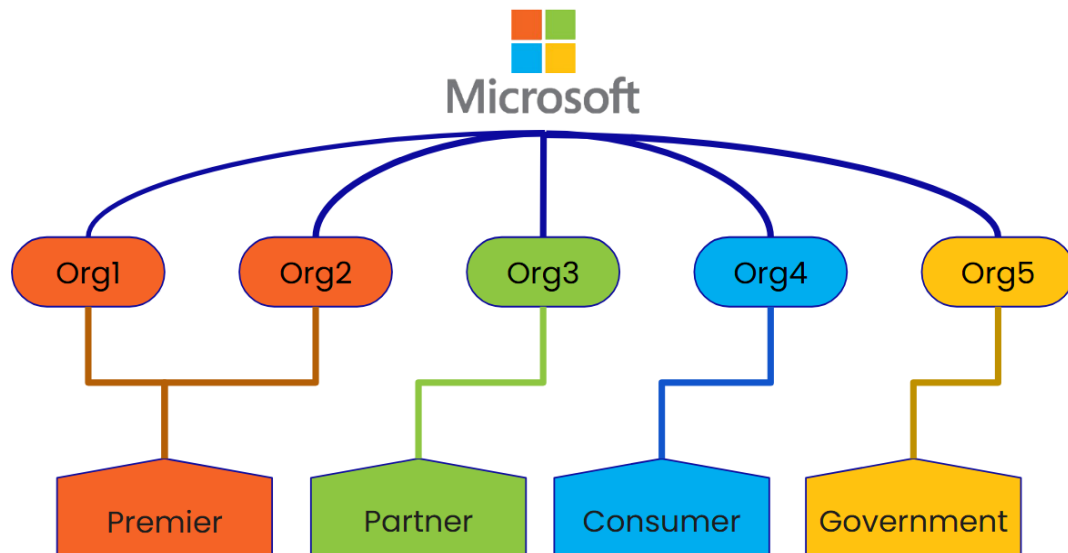 Microsoft
Org1
Org2
Org3
Org4
Org5
Premier
Partner
Consumer
Government